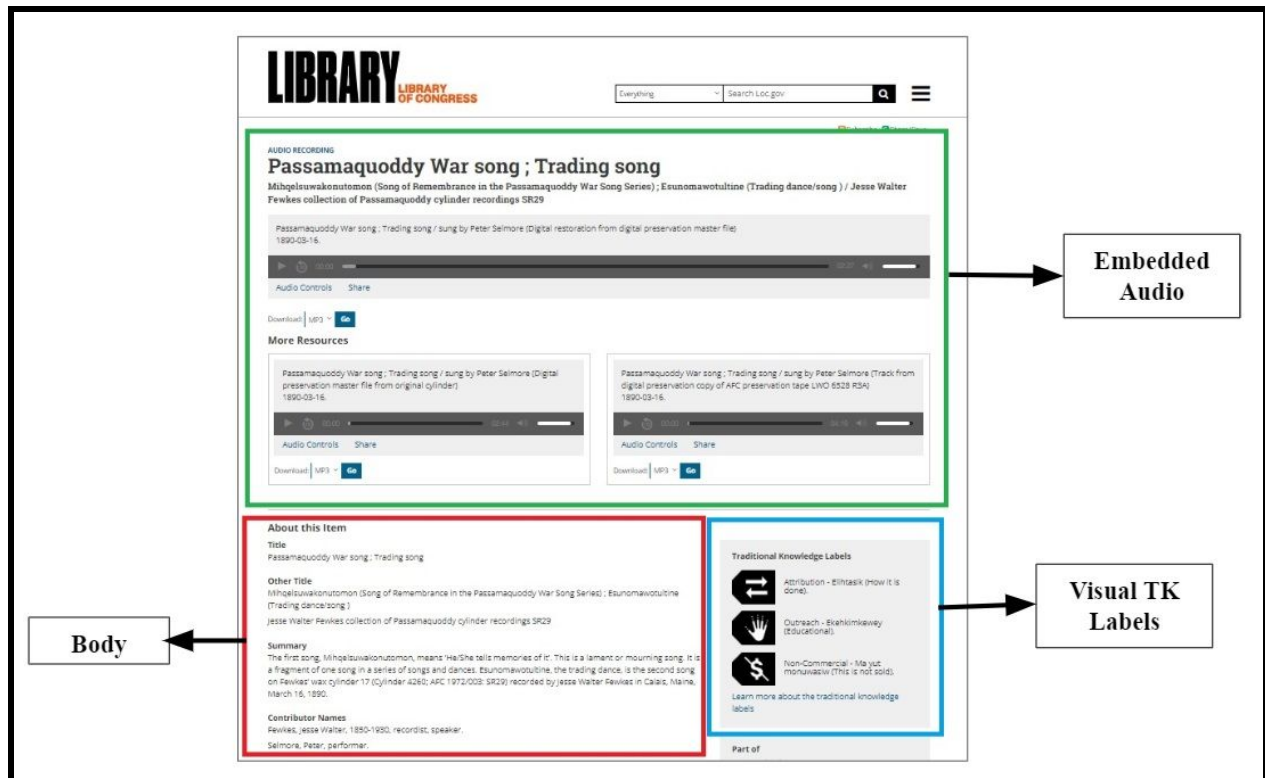 LIBRARY
LIBRARY
OF CONGRESS
Everything
Search Loc.gov
AUDIO RECORDING
Passamaquoddy War song ; Trading song
Mihqelsuwakonutomon (Song of Remembrance in the Passamaquoddy War Song Series) ; Esunomawotultine (Trading dance/song ) / Jesse Walter
Fewkes collection of Passamaquoddy cylinder recordings SR29
Passamaquoddy War song ; Trading song / sung by Peter Selmore (Digital restoration from digital preservation master file)
1890-03-16.
00:00
Audio Controls Share
Download: MP3 Go
More Resources
Passamaquoddy War song ; Trading song / sung by Peter Selmore (Digital
preservation master file from original cylinder)
1890-03-16.
00:00 02:44
Audio Controls Share
Download: MP3 Go
Passamaquoddy War song ; Trading song / sung by Peter Selmore (Track from
digital preservation copy of AFC preservation tape LWO 6528 R5A)
1890-03-16.
00:00 04:18
Audio Controls Share
Download: MP3 Go
Embedded
Audio
About this Item
Title
Passamaquoddy War song ; Trading song
Other Title
Mihqelsuwakonutomon (Song of Remembrance in the Passamaquoddy War Song Series) ; Esunomawotultine
(Trading dance/song )
Jesse Walter Fewkes collection of Passamaquoddy cylinder recordings SR29
Summary
The first song, Mihqelsuwakonutomon, means 'He/She tells memories of it'. This is a lament or mourning song. It is
a fragment of one song in a series of songs and dances. Esunomawotultine, the trading dance, is the second song
on Fewkes' wax cylinder 17 (Cylinder 4260; AFC 1972/003: SR29) recorded by Jesse Walter Fewkes in Calais, Maine,
March 16, 1890.
Contributor Names
Fewkes, Jesse Walter, 1850-1930, recordist, speaker.
Selmore, Peter, performer.
Body
Traditional Knowledge Labels
Attribution - Elihtasik (How it is
done).
Outreach - Ekehkimkewey
(Educational).
Non-Commercial - Ma yut
monuwasiw (This is not sold).
Learn more about the traditional knowledge
labels
Part of
Visual TK
Labels